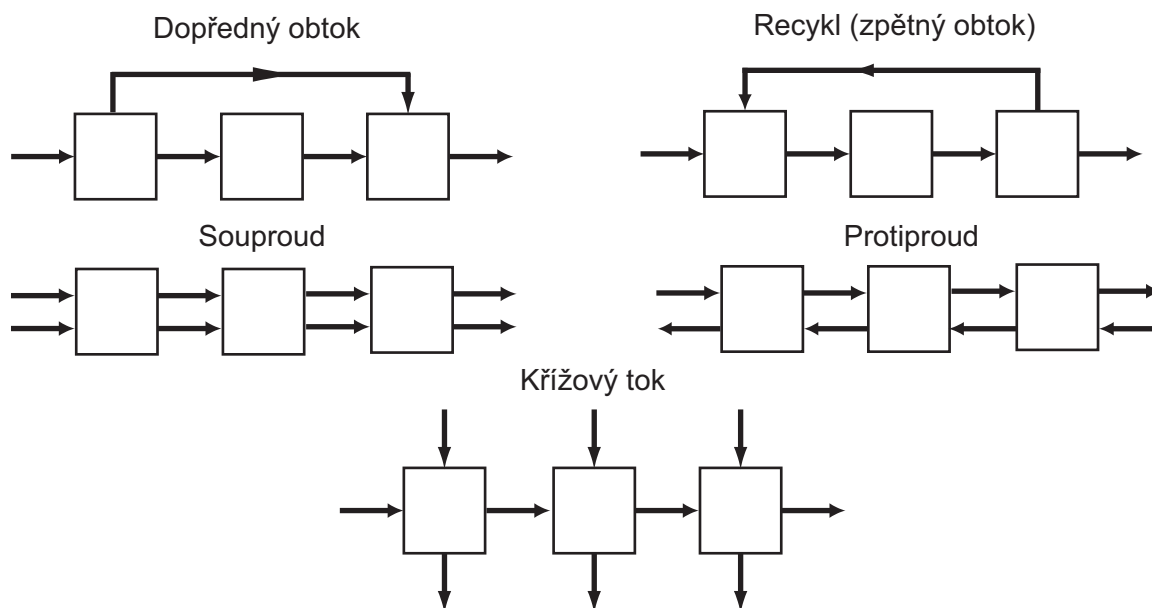 Dopředný obtok
Recykl (zpětný obtok)
Souproud
Protiproud
Křížový tok